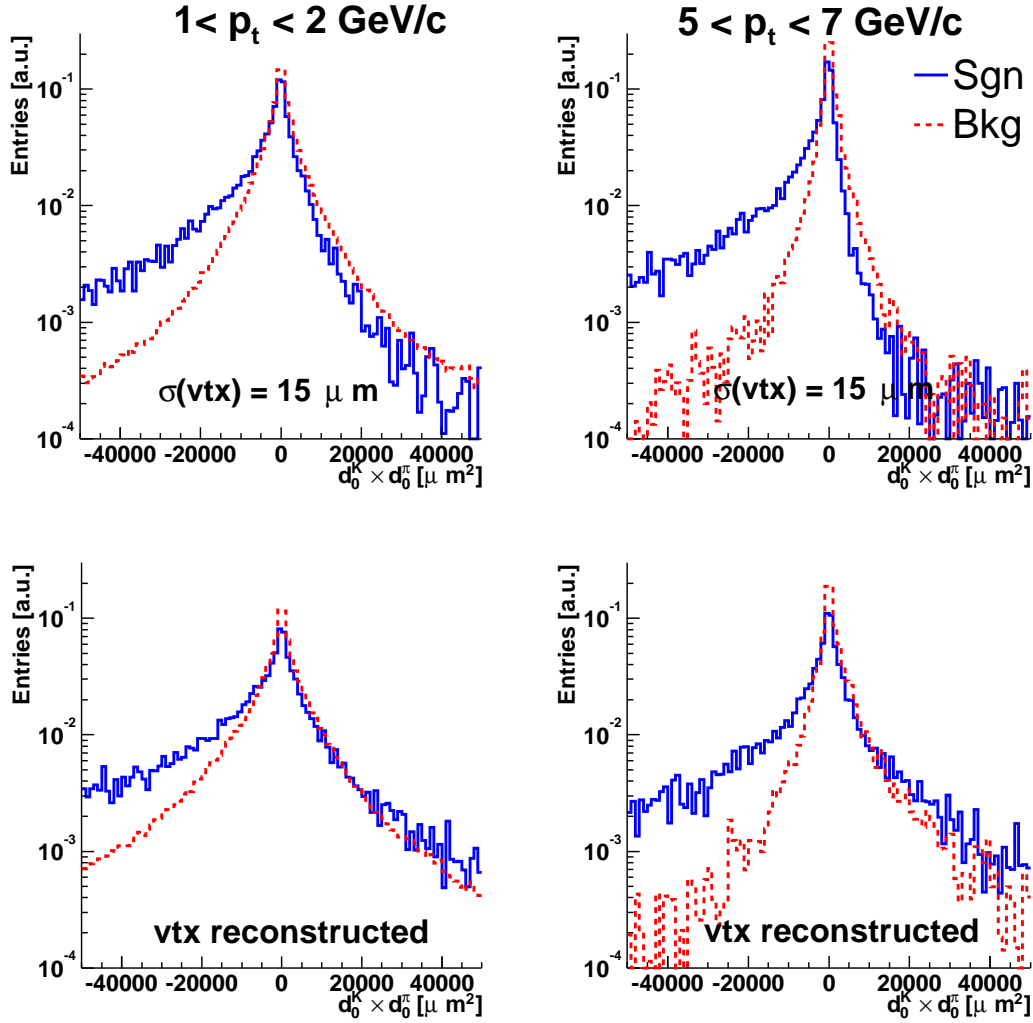 1< p_t < 2 GeV/c
5 < p_t < 7 GeV/c
Entries [a.u.]
10^-1
10^-2
10^-3
10^-4
σ(vtx) = 15 μ m
-40000 -20000 0 20000 40000
d_0^K × d_0^π [μ m^2]
Entries [a.u.]
10^-1
10^-2
10^-3
10^-4
Sgn
Bkg
σ(vtx) = 15 μ m
-40000 -20000 0 20000 40000
d_0^K × d_0^π [μ m^2]
Entries [a.u.]
10^-1
10^-2
10^-3
10^-4
vtx reconstructed
-40000 -20000 0 20000 40000
d_0^K × d_0^π [μ m^2]
Entries [a.u.]
10^-1
10^-2
10^-3
10^-4
vtx reconstructed
-40000 -20000 0 20000 40000
d_0^K × d_0^π [μ m^2]